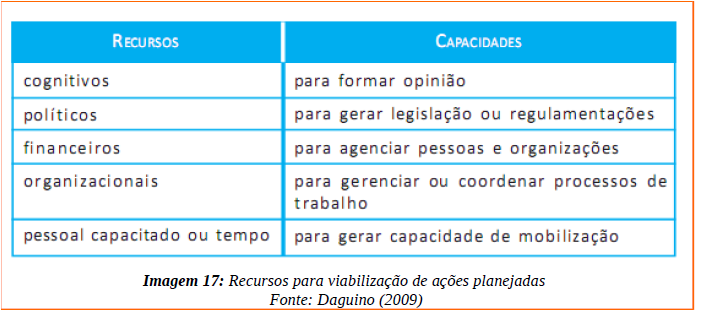 RECURSOS CAPACIDADES
cognitivos para formar opinião
políticos para gerar legislação ou regulamentações
financeiros para agenciar pessoas e organizações
organizacionais para gerenciar ou coordenar processos de
trabalho
pessoal capacitado ou tempo para gerar capacidade de mobilização
Imagem 17: Recursos para viabilização de ações planejadas
Fonte: Daguino (2009)